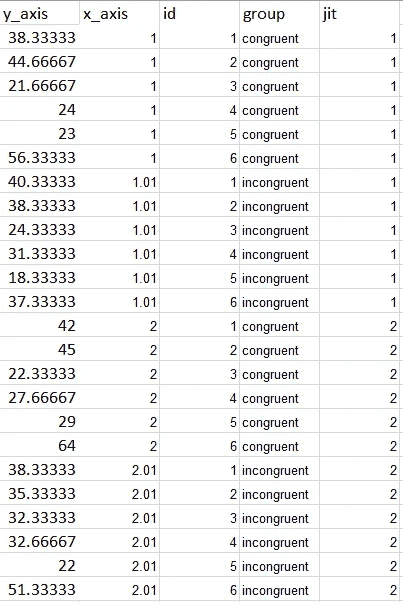 y_axis x_axis id group jit
38.33333 1 1 congruent 1
44.66667 1 2 congruent 1
21.66667 1 3 congruent 1
24 1 4 congruent 1
23 1 5 congruent 1
56.33333 1 6 congruent 1
40.33333 1.01 1 incongruent 1
38.33333 1.01 2 incongruent 1
24.33333 1.01 3 incongruent 1
31.33333 1.01 4 incongruent 1
18.33333 1.01 5 incongruent 1
37.33333 1.01 6 incongruent 1
42 2 1 congruent 2
45 2 2 congruent 2
22.33333 2 3 congruent 2
27.66667 2 4 congruent 2
29 2 5 congruent 2
64 2 6 congruent 2
38.33333 2.01 1 incongruent 2
35.33333 2.01 2 incongruent 2
32.33333 2.01 3 incongruent 2
32.66667 2.01 4 incongruent 2
22 2.01 5 incongruent 2
51.33333 2.01 6 incongruent 2